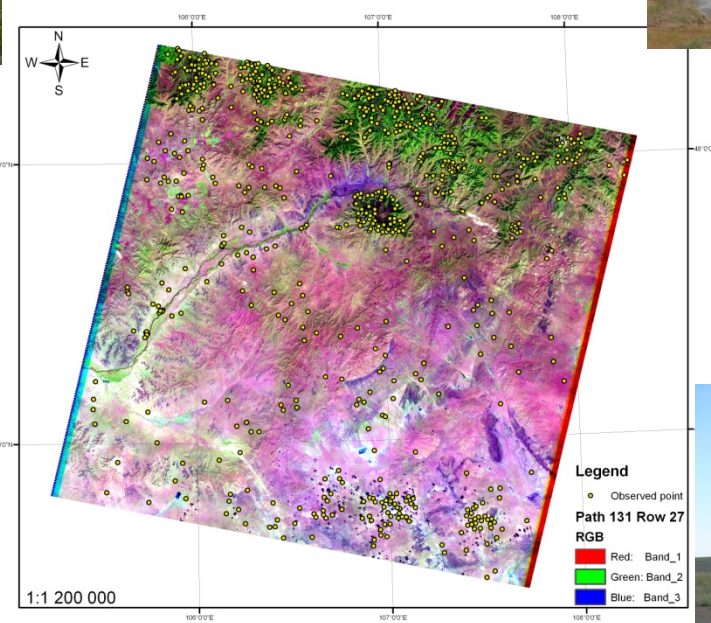 106°0'0"E 107°0'0"E 108°0'0"E
N
W E
S
0'N
48°0'0
0'N
Legend
Observed point
Path 131 Row 27
RGB
Red: Band_1
Green: Band_2
Blue: Band_3
1:1 200 000
106°0'0"E 107°0'0"E 108°0'0"E